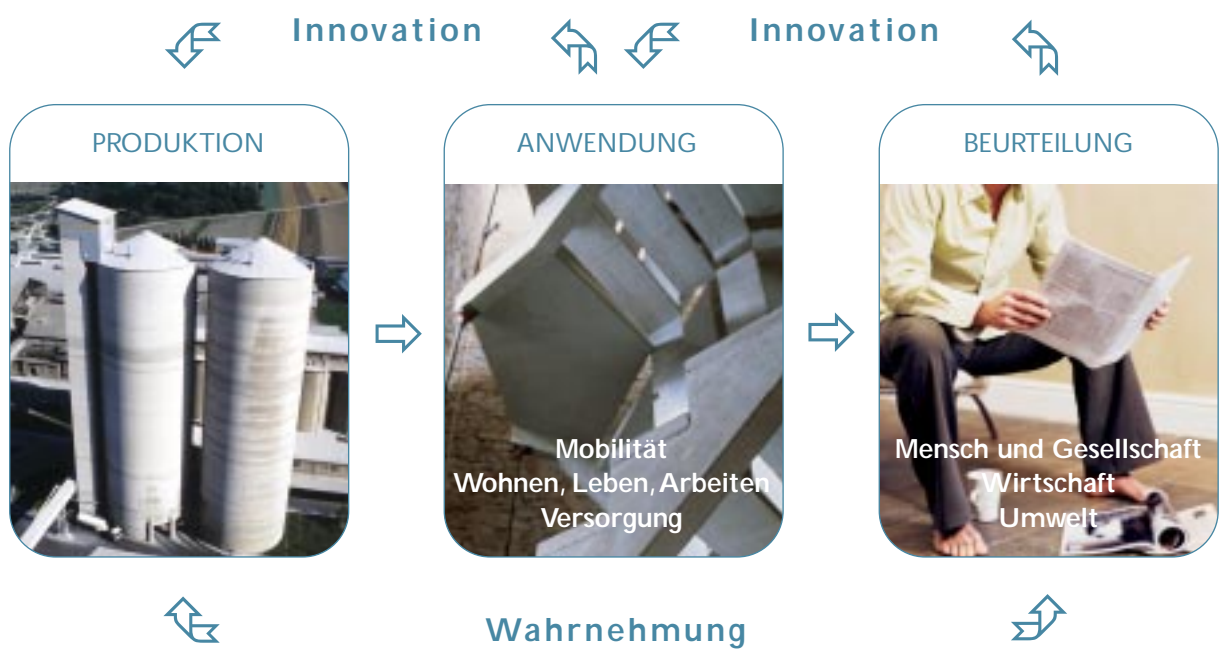 Innovation
Innovation
PRODUKTION
ANWENDUNG
BEURTEILUNG
Mobilität
Wohnen, Leben, Arbeiten
Versorgung
Mensch und Gesellschaft
Wirtschaft
Umwelt
Wahrnehmung